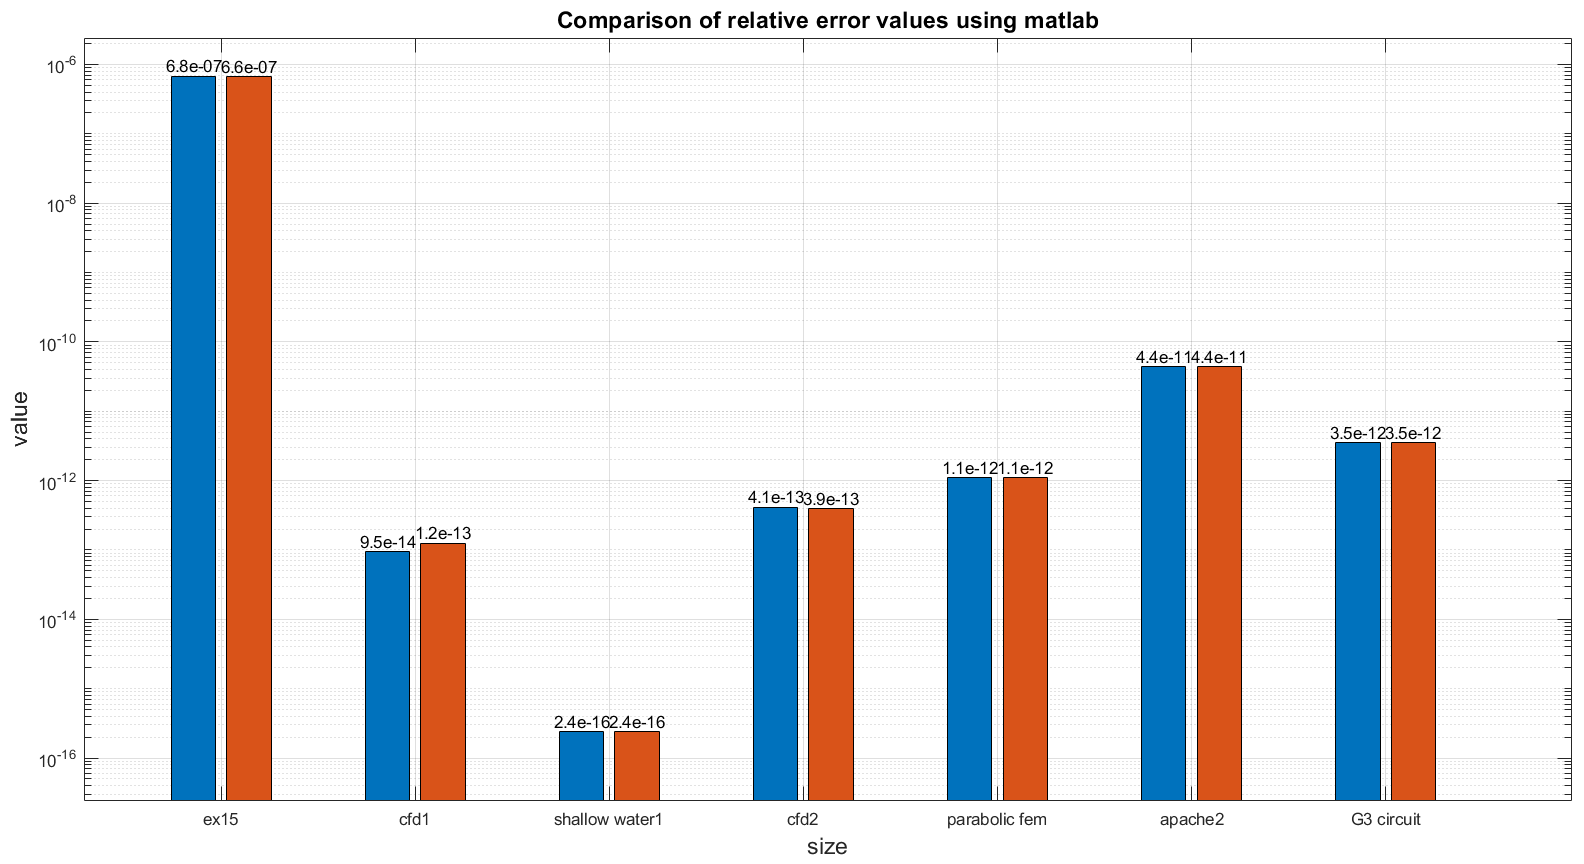 Comparison of relative error values using matlab
10^-6
10^-8
10^-10
10^-12
10^-14
10^-16
value
6.8e-07 6.6e-07
9.5e-14 1.2e-13
2.4e-16 2.4e-16
4.1e-13 3.9e-13
1.1e-12 1.1e-12
4.4e-11 4.4e-11
3.5e-12 3.5e-12
ex15 cfd1 shallow water1 cfd2 parabolic fem apache2 G3 circuit
size